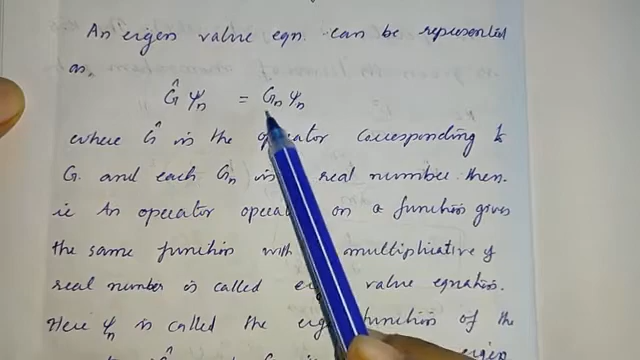 An eigen value eqn. can be represented
as.
Ĝ ψn = Gn ψn
where Ĝ is the operator corresponding to
G. and each Gn is real number. then.
ie An operator on a function gives
the same function with multiplicative of
real number is called value equation.
Here ψn is called the function of the